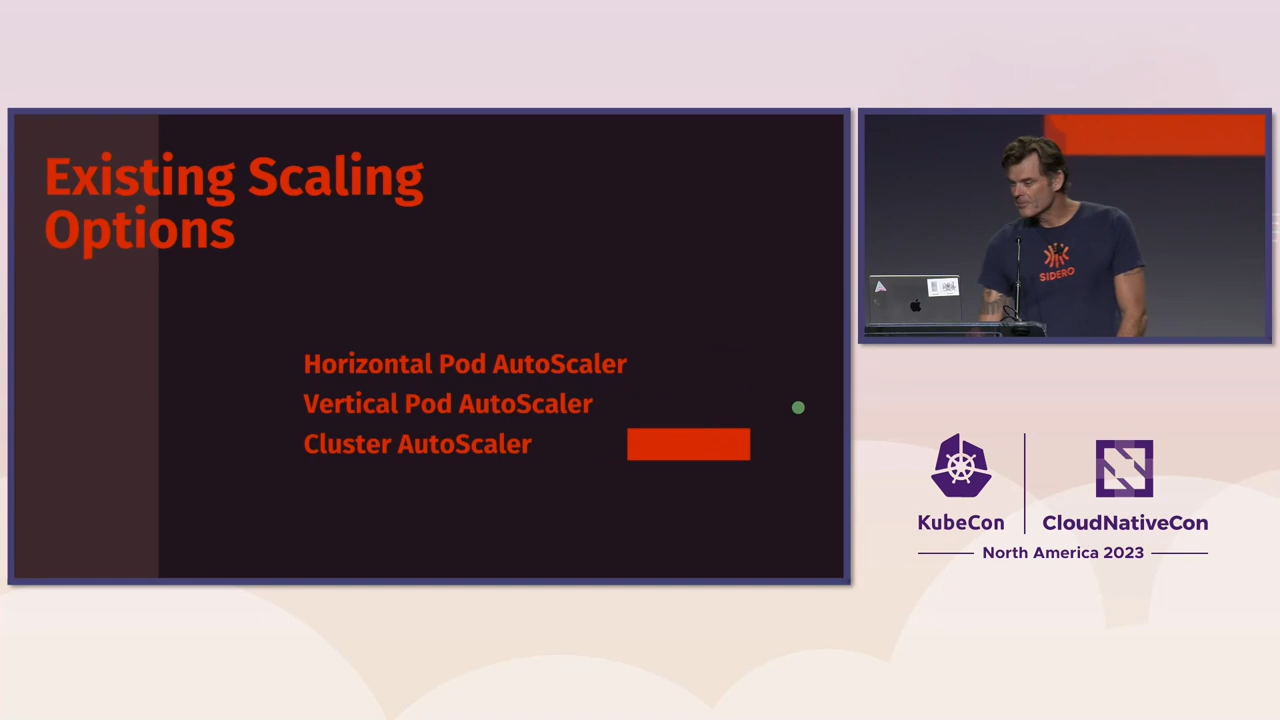 Existing Scaling
Options
Horizontal Pod AutoScaler
Vertical Pod AutoScaler
Cluster AutoScaler
SIDERO
KubeCon
CloudNativeCon
North America 2023